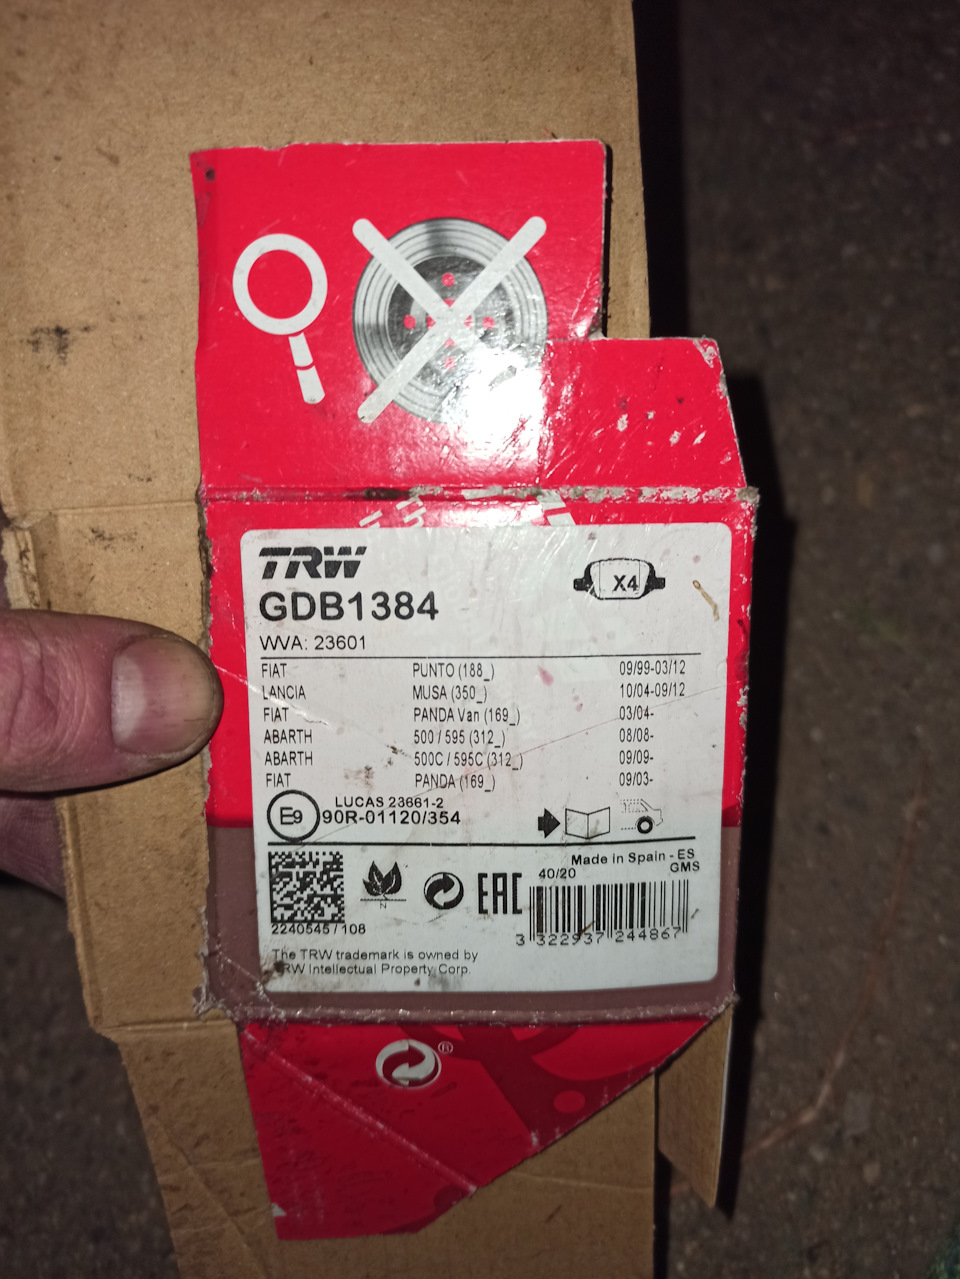 TRW
X4
GDB1384
WVA: 23601
FIAT PUNTO (188_) 09/99-03/12
LANCIA MUSA (350_) 10/04-09/12
FIAT PANDA Van (169_) 03/04-
ABARTH 500 / 595 (312_) 08/08-
ABARTH 500C / 595C (312_) 09/09-
FIAT PANDA (169_) 09/03-
LUCAS 23661-2
E9 90R-01120/354
Made in Spain - ES
GMS
40/20
N
EAC
2240545 / 108
3 322937 244867
The TRW trademark is owned by
TRW Intellectual Property Corp.
®